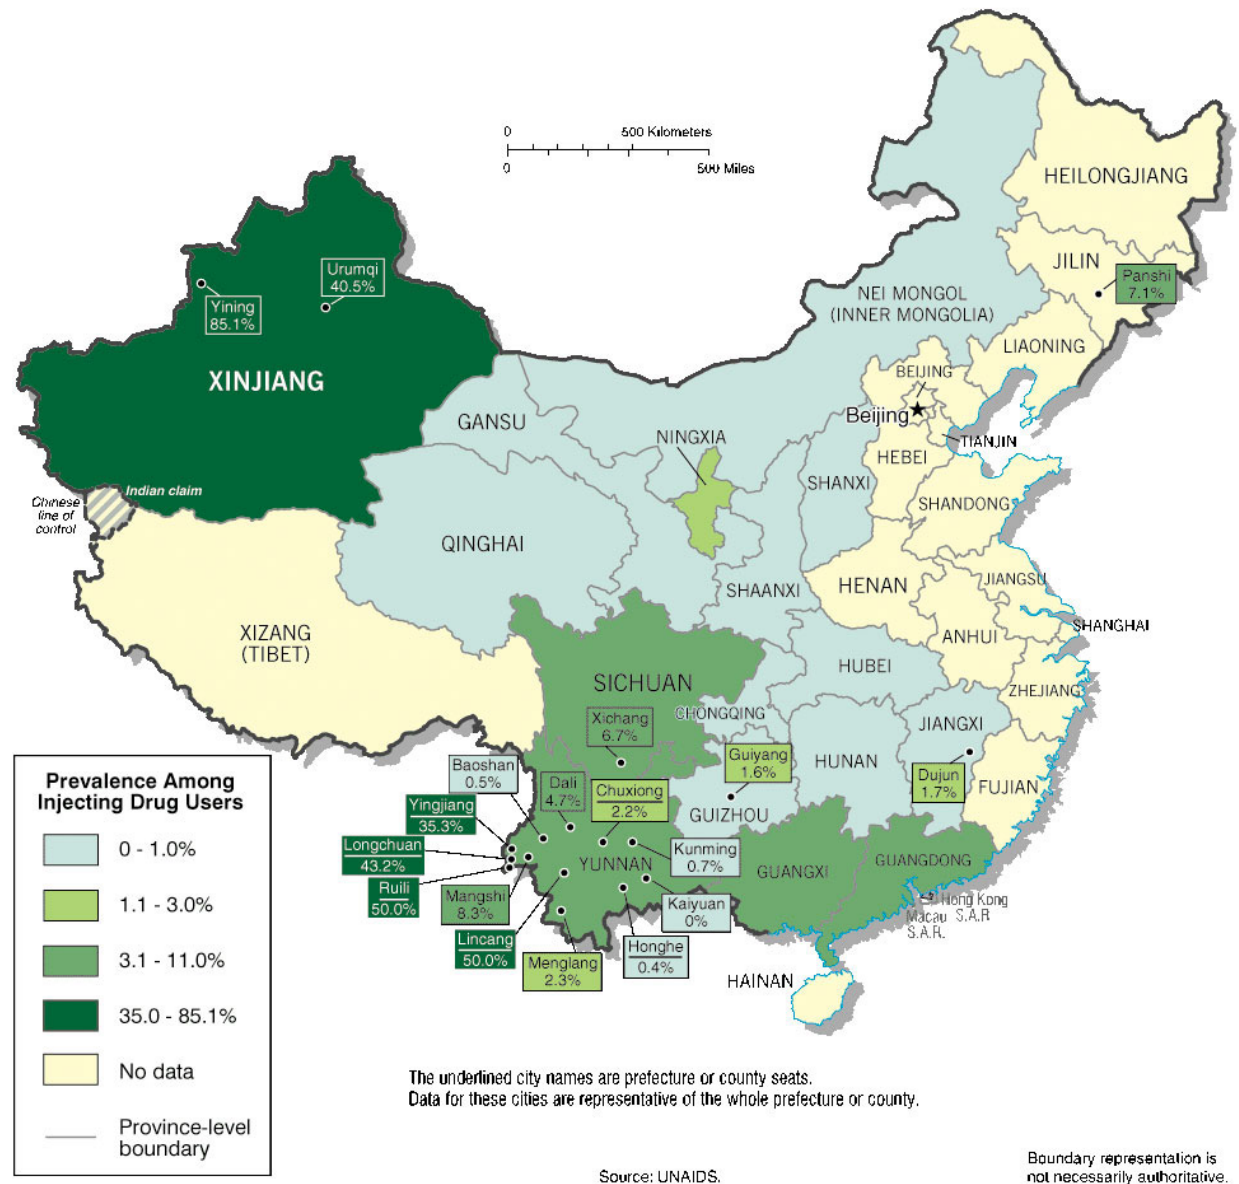 0 500 Kilometers
0 500 Miles
HEILONGJIANG
JILIN
Panshi
7.1%
Urumqi
40.5%
Yining
85.1%
NEI MONGOL
(INNER MONGOLIA)
LIAONING
XINJIANG
BEIJING
Beijing
GANSU
NINGXIA
TIANJIN
HEBEI
SHANXI
Indian claim
Chinese
line of
control
SHANDONG
QINGHAI
SHAANXI
HENAN
JIANGSU
XIZANG
(TIBET)
ANHUI
SHANGHAI
SICHUAN
HUBEI
ZHEJIANG
CHONGQING
JIANGXI
Xichang
6.7%
HUNAN
Guiyang
1.6%
Dujun
1.7%
FUJIAN
Baoshan
0.5%
Dali
4.7%
Chuxiong
2.2%
GUIZHOU
Yingjiang
35.3%
Longchuan
43.2%
YUNNAN
Kunming
0.7%
GUANGXI
GUANGDONG
Ruili
50.0%
Mangshi
8.3%
Kaiyuan
0%
Hong Kong
S.A.R
Macau
S.A.R.
Lincang
50.0%
Menglang
2.3%
Honghe
0.4%
HAINAN
Prevalence Among
Injecting Drug Users
0 - 1.0%
1.1 - 3.0%
3.1 - 11.0%
35.0 - 85.1%
No data
Province-level
boundary
The underlined city names are prefecture or county seats.
Data for these cities are representative of the whole prefecture or county.
Source: UNAIDS.
Boundary representation is
not necessarily authoritative.